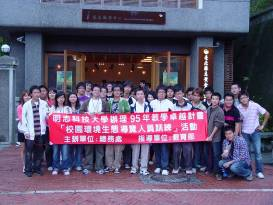 明志科技大學辦理95年教學卓越計畫
「校園環境生態導覽人員訓練」活動
主辦單位:總務處 指導單位:教育部